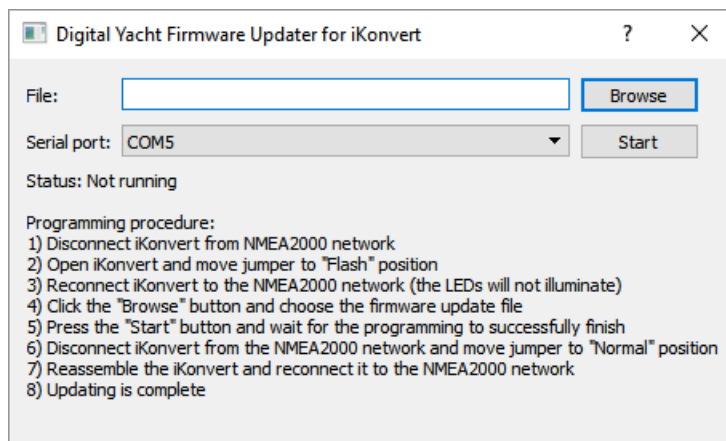 Digital Yacht Firmware Updater for iKonvert ?
File: Browse
Serial port: COM5 Start
Status: Not running
Programming procedure:
1) Disconnect iKonvert from NMEA2000 network
2) Open iKonvert and move jumper to "Flash" position
3) Reconnect iKonvert to the NMEA2000 network (the LEDs will not illuminate)
4) Click the "Browse" button and choose the firmware update file
5) Press the "Start" button and wait for the programming to successfully finish
6) Disconnect iKonvert from the NMEA2000 network and move jumper to "Normal" position
7) Reassemble the iKonvert and reconnect it to the NMEA2000 network
8) Updating is complete